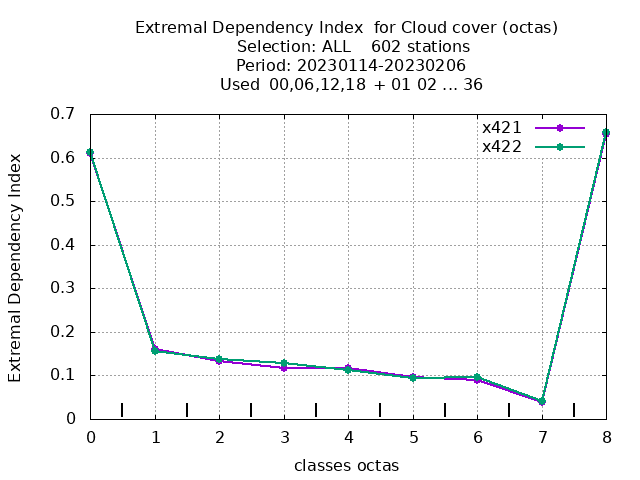 Extremal Dependency Index  for Cloud cover (octas)
Selection: ALL    602 stations
Period: 20230114-20230206
Used  00,06,12,18  + 01 02 ... 36
x421
x422
0.7
0.6
0.5
0.4
0.3
0.2
0.1
0
Extremal Dependency Index
0 1 2 3 4 5 6 7 8
classes octas